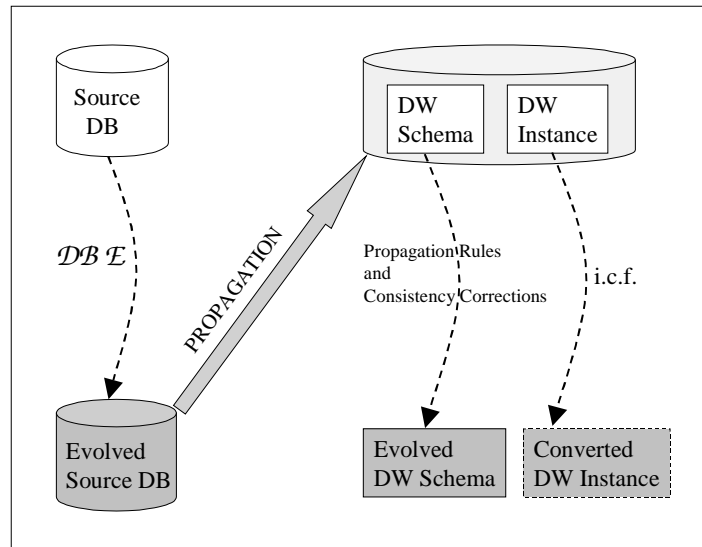 Source
DB
DW
Schema
DW
Instance
DB E
PROPAGATION
Propagation Rules
and
Consistency Corrections
i.c.f.
Evolved
Source DB
Evolved
DW Schema
Converted
DW Instance